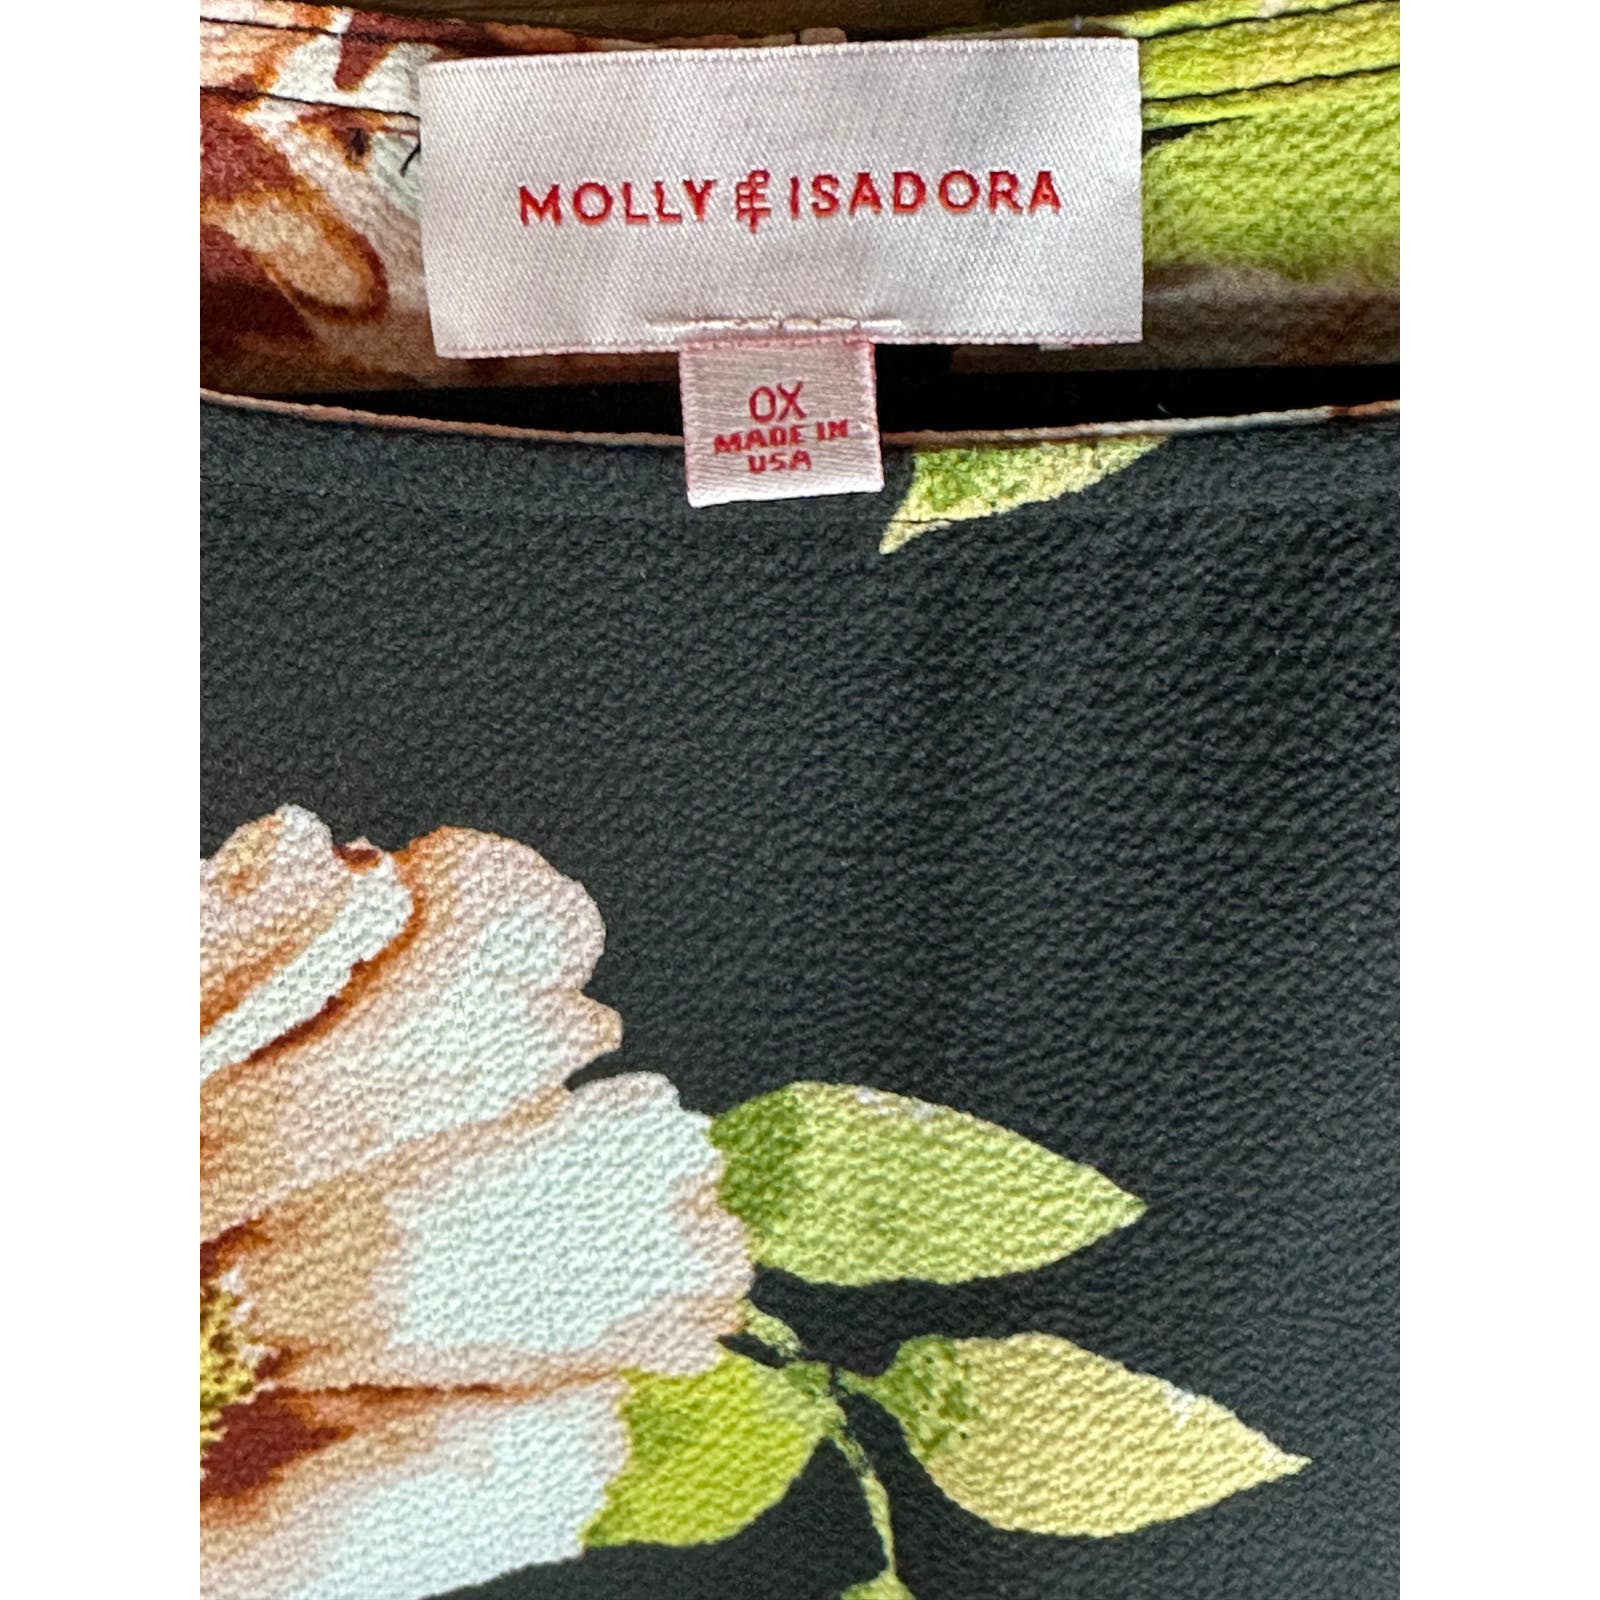 MOLLY & ISADORA
0X
MADE IN
USA